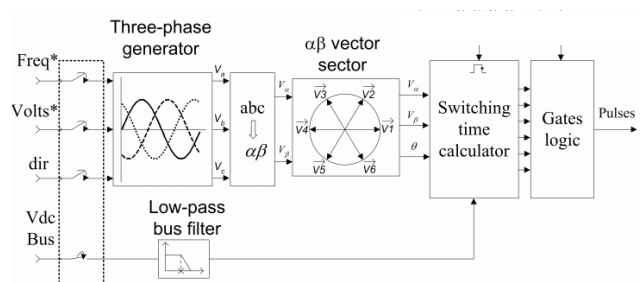 Three-phase
generator
αβ vector
sector
Freq*
Volts*
dir
Vdc
Bus
Va
Vb
Vc
abc
αβ
Vα
Vβ
V3
V2
V4
V1
V5
V6
Vα
Vβ
θ
Switching
time
calculator
Gates
logic
Pulses
Low-pass
bus filter